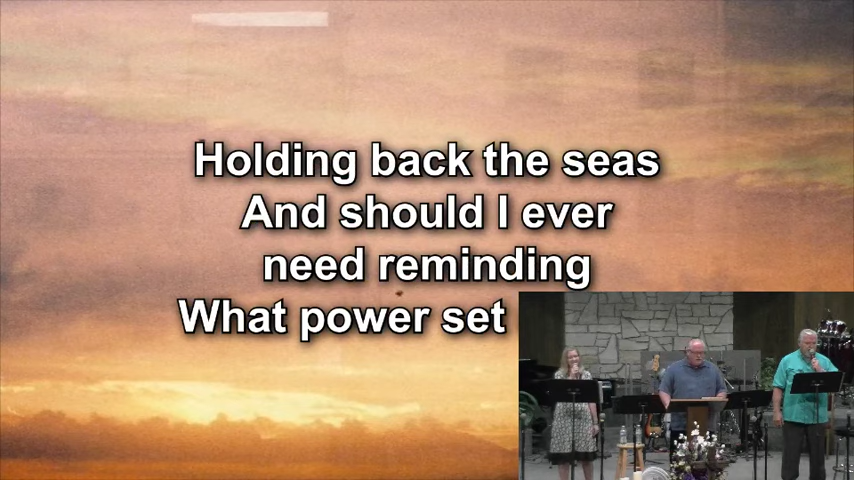 Holding back the seas
And should I ever
need reminding
What power set